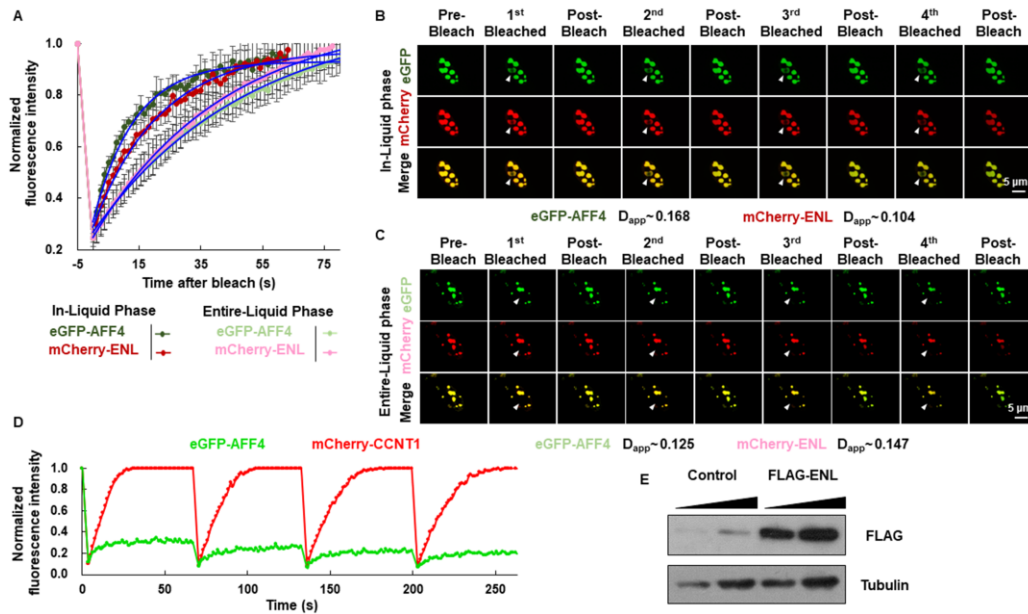 A
Normalized
fluorescence intensity
1.0
0.8
0.6
0.4
0.2
-5 15 35 55 75
Time after bleach (s)
In-Liquid Phase Entire-Liquid Phase
eGFP-AFF4 eGFP-AFF4
mCherry-ENL mCherry-ENL
B
Pre-Bleach 1st Bleached Post-Bleach 2nd Bleached Post-Bleach 3rd Bleached Post-Bleach 4th Bleached Post-Bleach
In-Liquid phase
eGFP
mCherry
Merge
5 µm
eGFP-AFF4 Dapp~0.168 mCherry-ENL Dapp~0.104
C
Pre-Bleach 1st Bleached Post-Bleach 2nd Bleached Post-Bleach 3rd Bleached Post-Bleach 4th Bleached Post-Bleach
Entire-Liquid phase
eGFP
mCherry
Merge
5 µm
eGFP-AFF4 Dapp~0.125 mCherry-ENL Dapp~0.147
D
eGFP-AFF4 mCherry-CCNT1
Normalized
fluorescence intensity
1.0
0.8
0.6
0.4
0.2
0.0
0 50 100 150 200 250
Time (s)
E
Control FLAG-ENL
FLAG
Tubulin